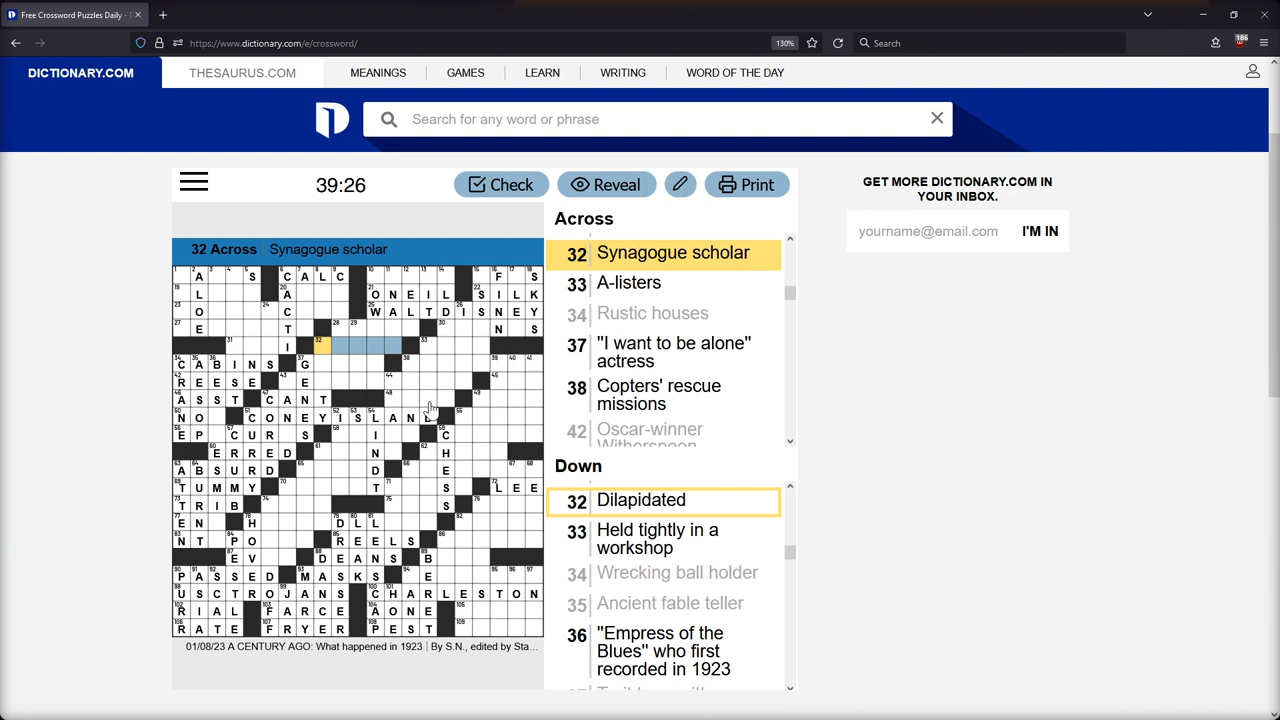 Free Crossword Puzzles Daily - (
https://www.dictionary.com/e/crossword/
130%
Search
186
DICTIONARY.COM
THESAURUS.COM
MEANINGS
GAMES
LEARN
WRITING
WORD OF THE DAY
Search for any word or phrase
39:26
Check
Reveal
Print
GET MORE DICTIONARY.COM IN
YOUR INBOX.
yourname@email.com
I'M IN
32 Across
Synagogue scholar
Across
32 Synagogue scholar
33 A-listers
34 Rustic houses
37 "I want to be alone"
actress
38 Copters' rescue
missions
42 Oscar-winner
Witherspoon
Down
32 Dilapidated
33 Held tightly in a
workshop
34 Wrecking ball holder
35 Ancient fable teller
36 "Empress of the
Blues" who first
recorded in 1923
A S C A L C F S
L A O N E I L S I L K
O C W A L T D I S N E Y
E T N S
I
C A B I N S G
R E E S E E
A S S T C A N T
N O C O N E Y I S L A N
E P C U R S I C
E R R E D N H
A B S U R D D E
T U M M Y T S L E E
T R I B S
E N H D L L
N T P O R E E L S
E V D E A N S B
P A S S E D M A S K S E
U S C T R O J A N S C H A R L E S T O N
R I A L F A R C E A O N E
R A T E F R Y E R P E S T
01/08/23 A CENTURY AGO: What happened in 1923 | By S.N., edited by Sta...